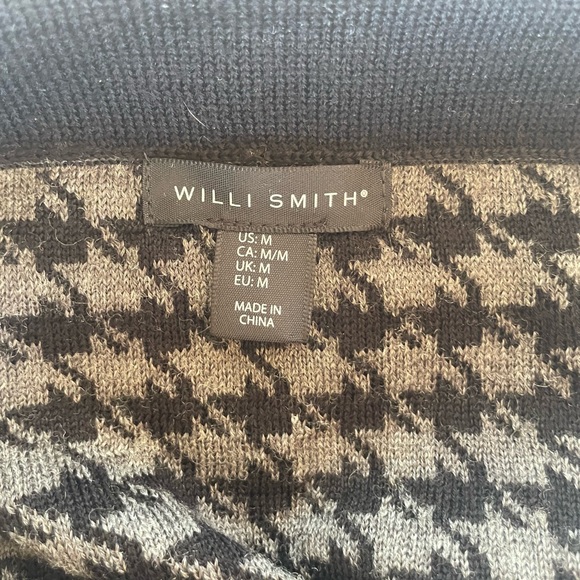 WILLI SMITH®
US: M
CA: M/M
UK: M
EU: M
MADE IN
CHINA